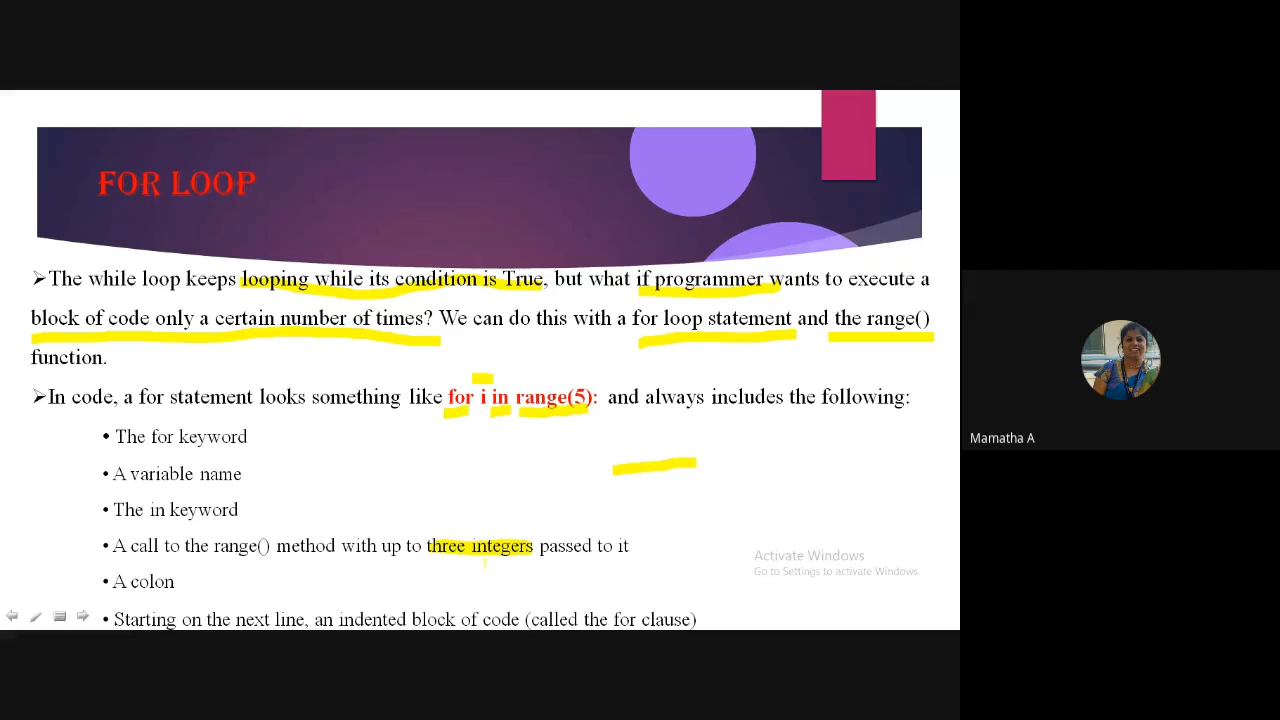 FOR LOOP
➢The while loop keeps looping while its condition is True, but what if programmer wants to execute a
block of code only a certain number of times? We can do this with a for loop statement and the range()
function.
➢In code, a for statement looks something like for i in range(5): and always includes the following:
• The for keyword
• A variable name
• The in keyword
• A call to the range() method with up to three integers passed to it
• A colon
• Starting on the next line, an indented block of code (called the for clause)
Activate Windows
Go to Settings to activate Windows.
Mamatha A